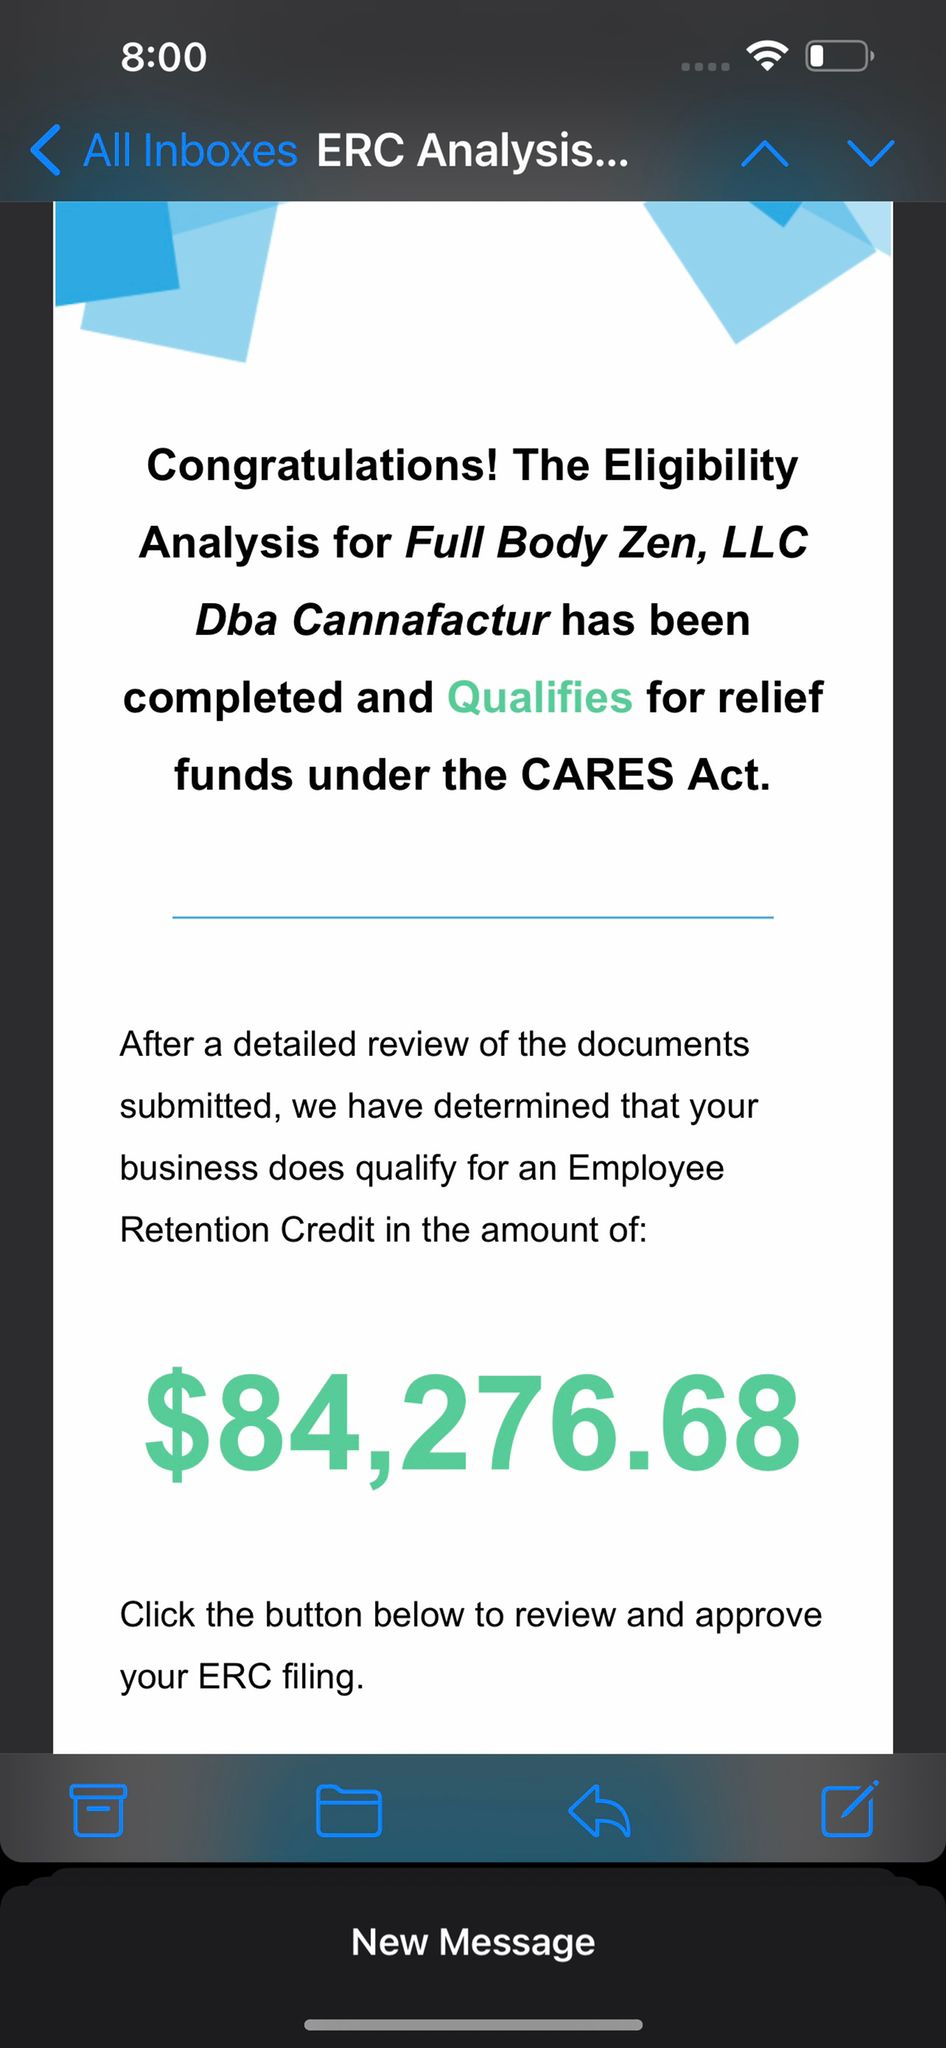 8:00
All Inboxes ERC Analysis...
Congratulations! The Eligibility
Analysis for Full Body Zen, LLC
Dba Cannafactur has been
completed and Qualifies for relief
funds under the CARES Act.
After a detailed review of the documents
submitted, we have determined that your
business does qualify for an Employee
Retention Credit in the amount of:
$84,276.68
Click the button below to review and approve
your ERC filing.
New Message